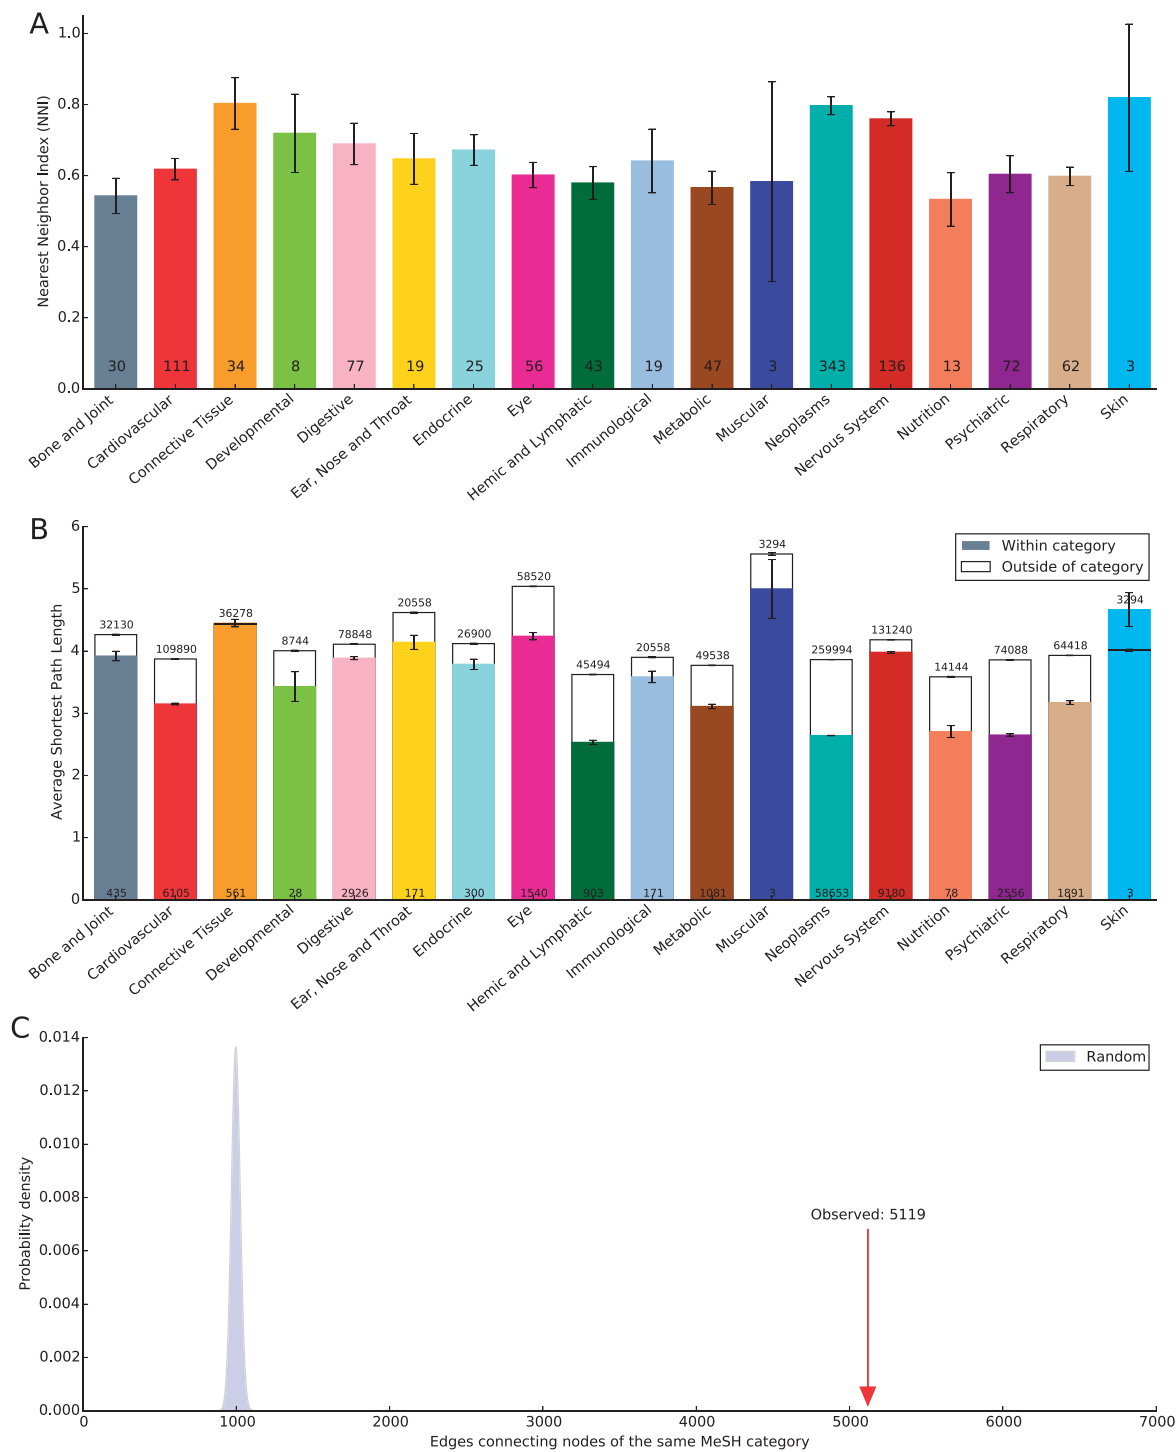 A
Nearest Neighbor Index (NNI)
1.0
0.8
0.6
0.4
0.2
0.0
30 111 34 8 77 19 25 56 43 19 47 3 343 136 13 72 62 3
Bone and Joint
Cardiovascular
Connective Tissue
Developmental
Digestive
Ear, Nose and Throat
Endocrine
Eye
Hemic and Lymphatic
Immunological
Metabolic
Muscular
Neoplasms
Nervous System
Nutrition
Psychiatric
Respiratory
Skin
B
Average Shortest Path Length
6
5
4
3
2
1
0
Within category
Outside of category
32130 109890 36278 8744 78848 20558 26900 58520 45494 20558 49538 3294 259994 131240 14144 74088 64418 3294
435 6105 561 28 2926 171 300 1540 903 171 1081 3 58653 9180 78 2556 1891 3
Bone and Joint
Cardiovascular
Connective Tissue
Developmental
Digestive
Ear, Nose and Throat
Endocrine
Eye
Hemic and Lymphatic
Immunological
Metabolic
Muscular
Neoplasms
Nervous System
Nutrition
Psychiatric
Respiratory
Skin
C
Probability density
0.014
0.012
0.010
0.008
0.006
0.004
0.002
0.000
Random
Observed: 5119
0 1000 2000 3000 4000 5000 6000 7000
Edges connecting nodes of the same MeSH category